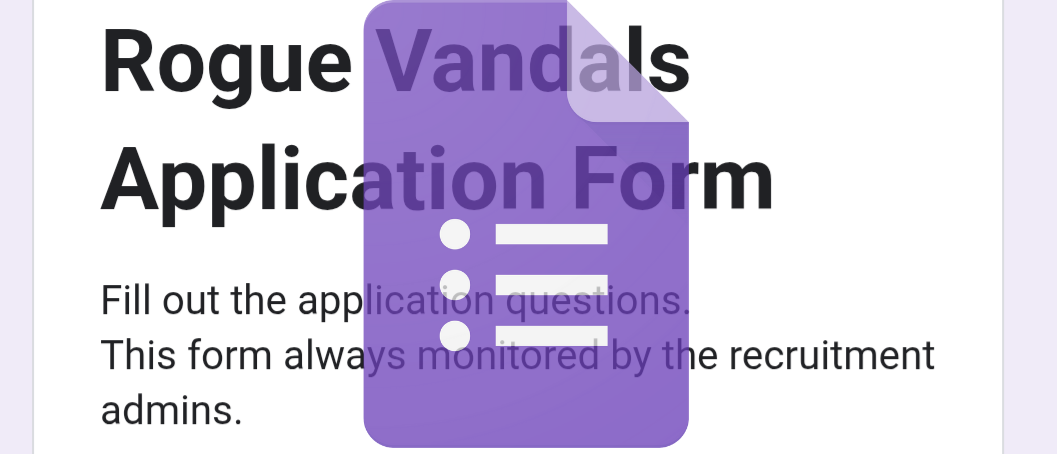 Rogue Vandals
Application Form
Fill out the application questions.
This form always monitored by the recruitment
admins.